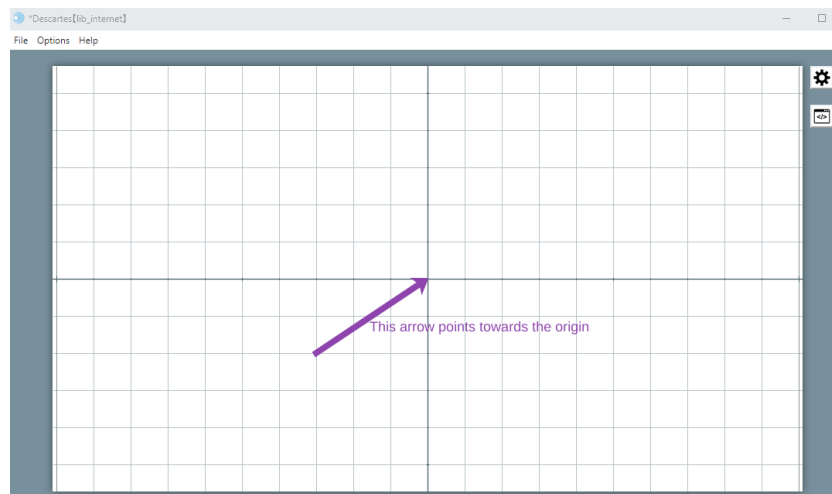 *Descartes【lib_internet】
File Options Help
</>
This arrow points towards the origin